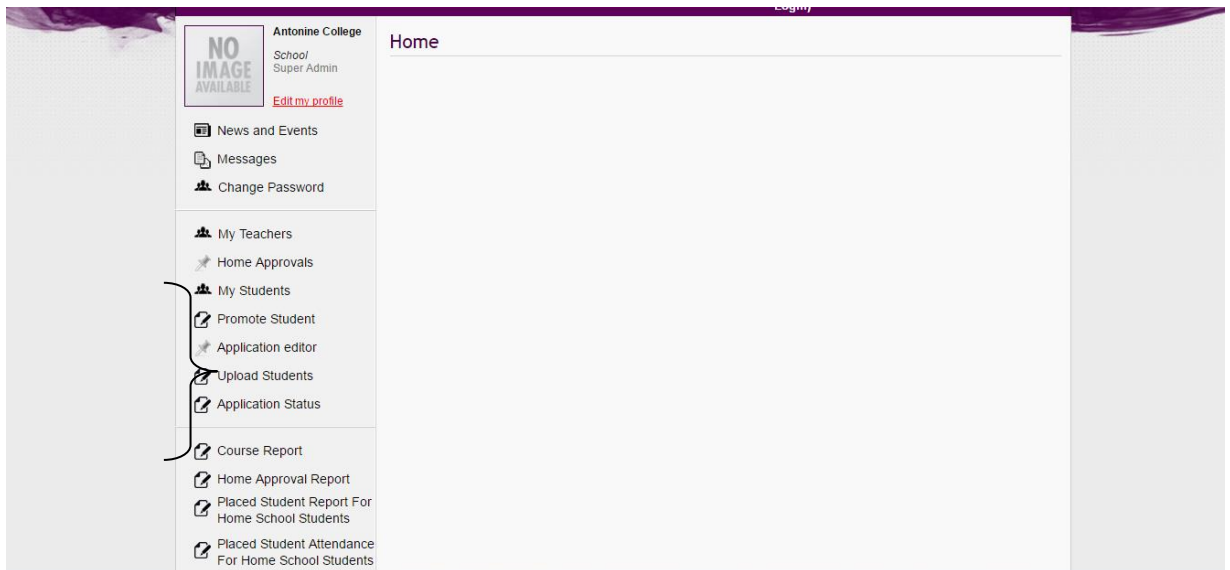 Login)
NO
IMAGE
AVAILABLE
Antonine College
School
Super Admin
Edit my profile
News and Events
Messages
Change Password
My Teachers
Home Approvals
My Students
Promote Student
Application editor
Upload Students
Application Status
Course Report
Home Approval Report
Placed Student Report For
Home School Students
Placed Student Attendance
For Home School Students
Home